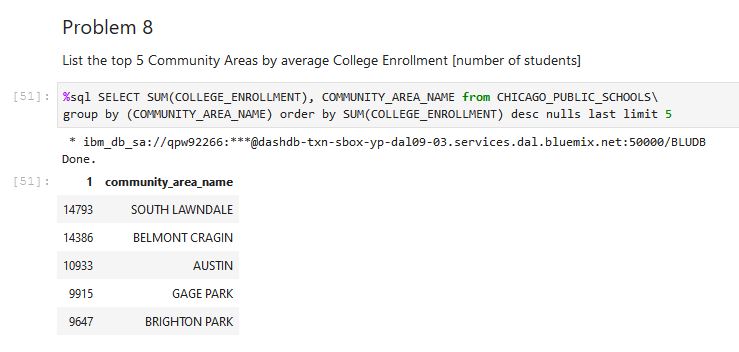 Problem 8
List the top 5 Community Areas by average College Enrollment [number of students]
[51]: %sql SELECT SUM(COLLEGE_ENROLLMENT), COMMUNITY_AREA_NAME from CHICAGO_PUBLIC_SCHOOLS\
group by (COMMUNITY_AREA_NAME) order by SUM(COLLEGE_ENROLLMENT) desc nulls last limit 5
* ibm_db_sa://qpw92266:***@dashdb-txn-sbox-yp-dal09-03.services.dal.bluemix.net:50000/BLUDB
Done.
[51]: 1 community_area_name
14793 SOUTH LAWNDALE
14386 BELMONT CRAGIN
10933 AUSTIN
9915 GAGE PARK
9647 BRIGHTON PARK